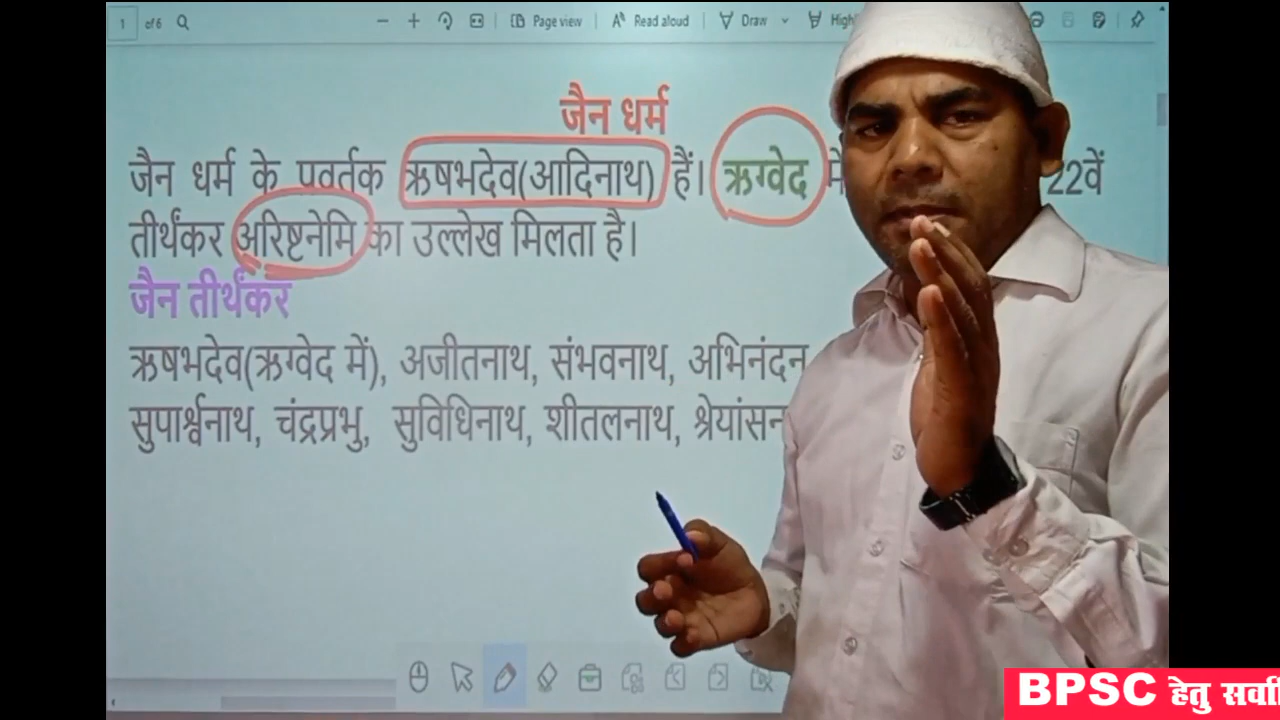 1 of 6 Page view Read aloud Draw High
जैन धर्म
जैन धर्म के प्रवर्तक ऋषभदेव(आदिनाथ) हैं। ऋग्वेद में 22वें
तीर्थंकर अरिष्टनेमि का उल्लेख मिलता है।
जैन तीर्थंकर
ऋषभदेव(ऋग्वेद में), अजीतनाथ, संभवनाथ, अभिनंदन
सुपार्श्वनाथ, चंद्रप्रभु, सुविधिनाथ, शीतलनाथ, श्रेयांसन
BPSC हेतु सर्वा